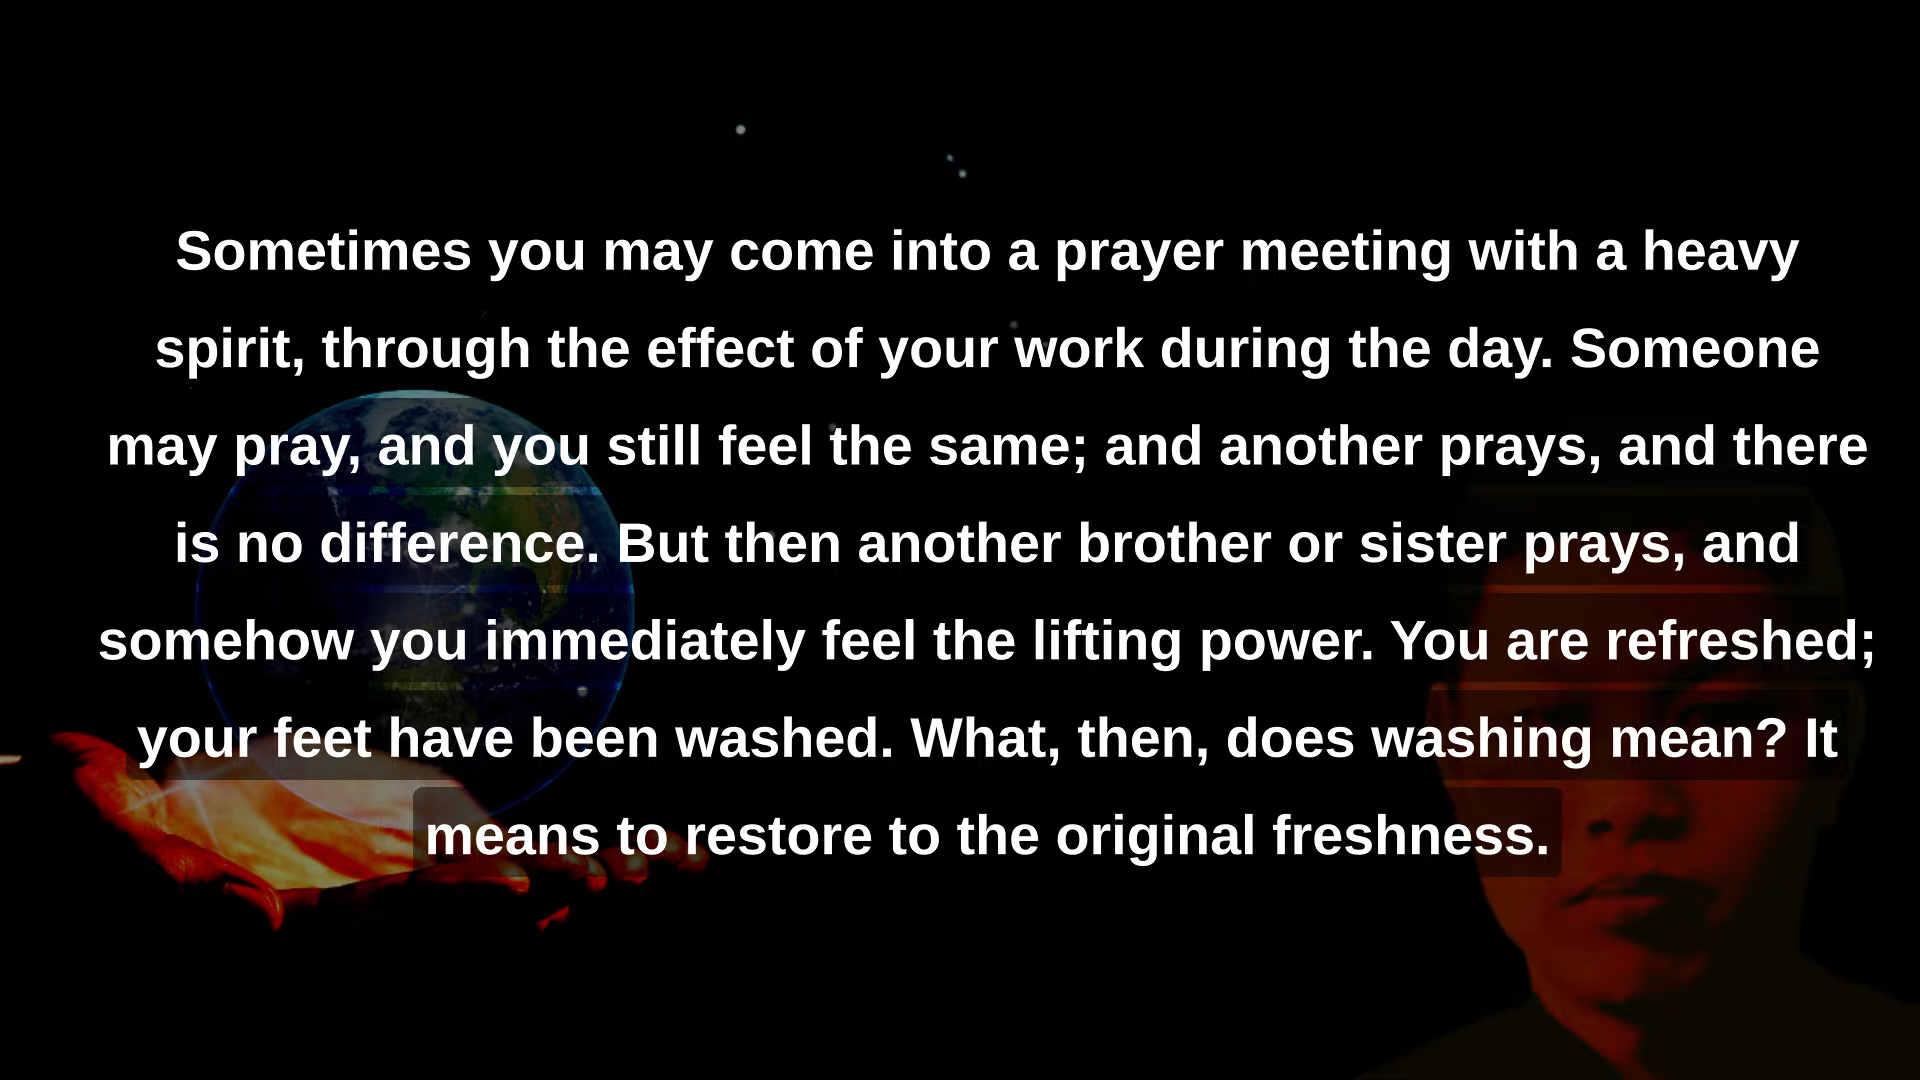 Sometimes you may come into a prayer meeting with a heavy
spirit, through the effect of your work during the day. Someone
may pray, and you still feel the same; and another prays, and there
is no difference. But then another brother or sister prays, and
somehow you immediately feel the lifting power. You are refreshed;
your feet have been washed. What, then, does washing mean? It
means to restore to the original freshness.